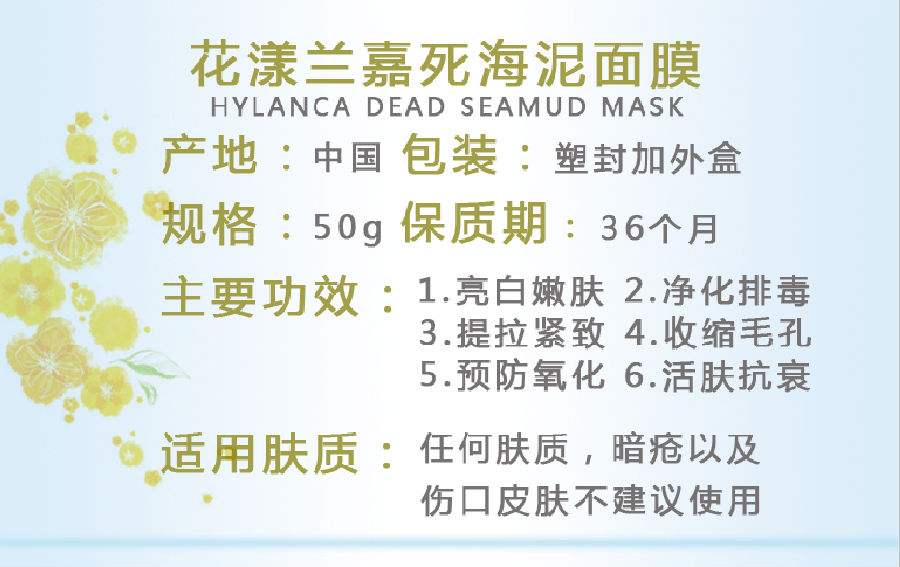 花漾兰嘉死海泥面膜
HYLANCA DEAD SEAMUD MASK
产地：中国 包装：塑封加外盒
规格：50g 保质期：36个月
主要功效：1.亮白嫩肤 2.净化排毒
3.提拉紧致 4.收缩毛孔
5.预防氧化 6.活肤抗衰
适用肤质：任何肤质，暗疮以及
伤口皮肤不建议使用